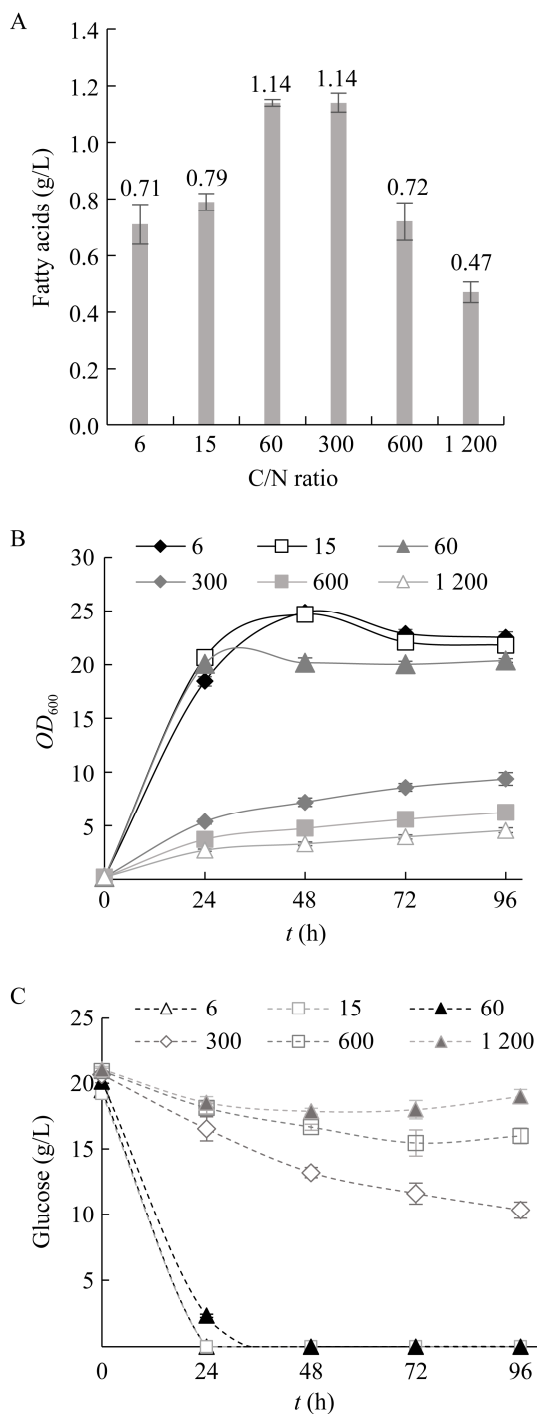 A
1.4
1.2
1.0
0.8
0.6
0.4
0.2
0.0
Fatty acids (g/L)
0.71
0.79
1.14
1.14
0.72
0.47
6 15 60 300 600 1 200
C/N ratio
B
6 15 60
300 600 1 200
30
25
20
15
10
5
OD600
0 24 48 72 96
t (h)
C
6 15 60
300 600 1 200
25
20
15
10
5
Glucose (g/L)
0 24 48 72 96
t (h)